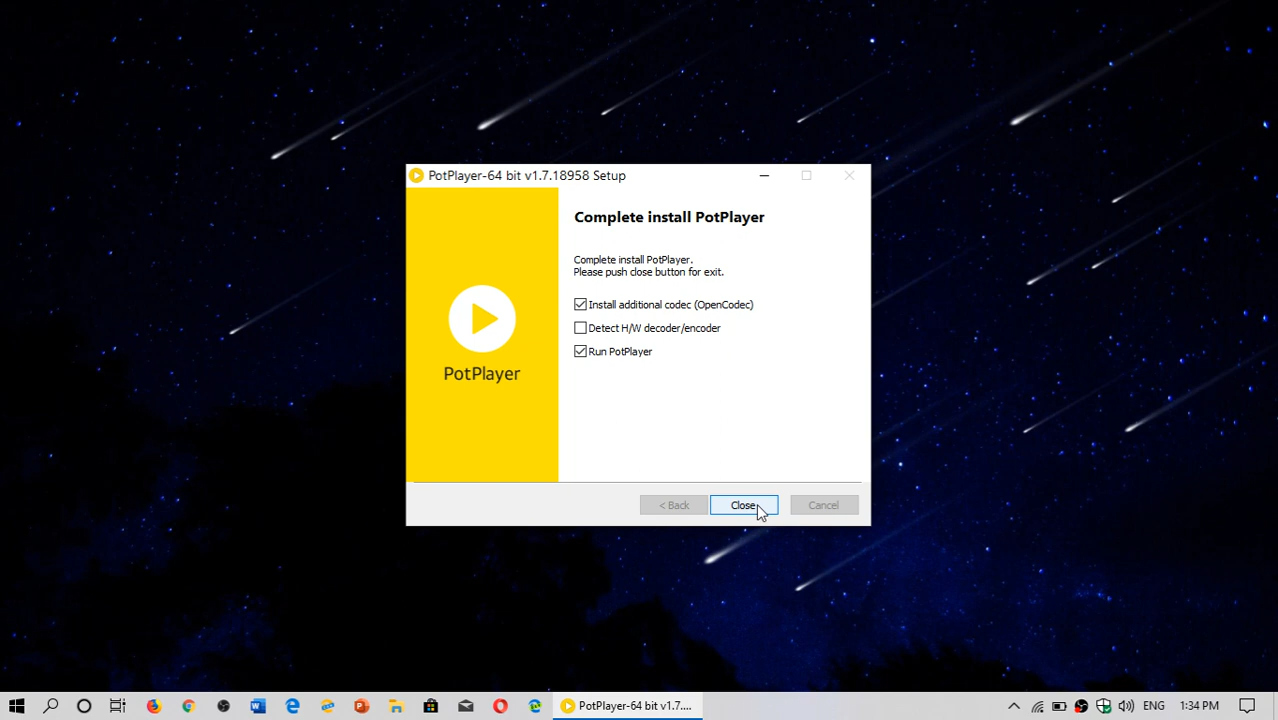 PotPlayer-64 bit v1.7.18958 Setup
Complete install PotPlayer
Complete install PotPlayer.
Please push close button for exit.
Install additional codec (OpenCodec)
Detect H/W decoder/encoder
Run PotPlayer
PotPlayer
< Back
Close
Cancel
PotPlayer-64 bit v1.7....
ENG
1:34 PM